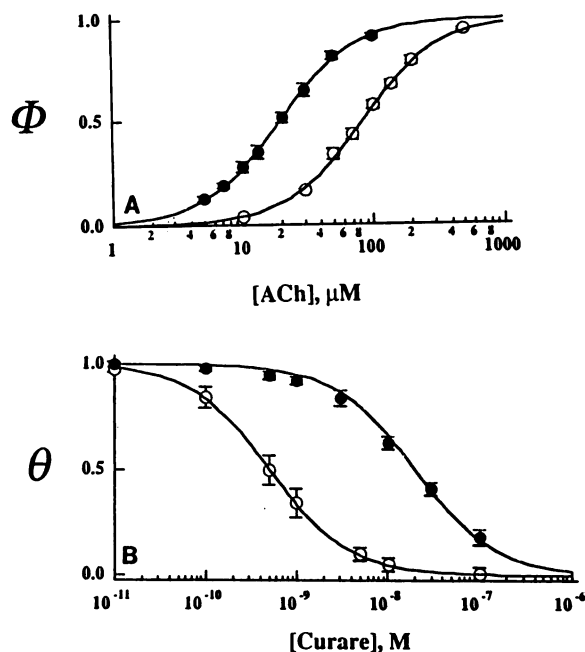 1.0
Φ
0.5
A
0.0
1 2 4 6 8 10 2 4 6 8 100 2 4 6 8 1000
[ACh], μM
1.0
θ
0.5
B
0.0
10⁻¹¹ 10⁻¹⁰ 10⁻⁹ 10⁻⁸ 10⁻⁷ 10⁻⁶
[Curare], M